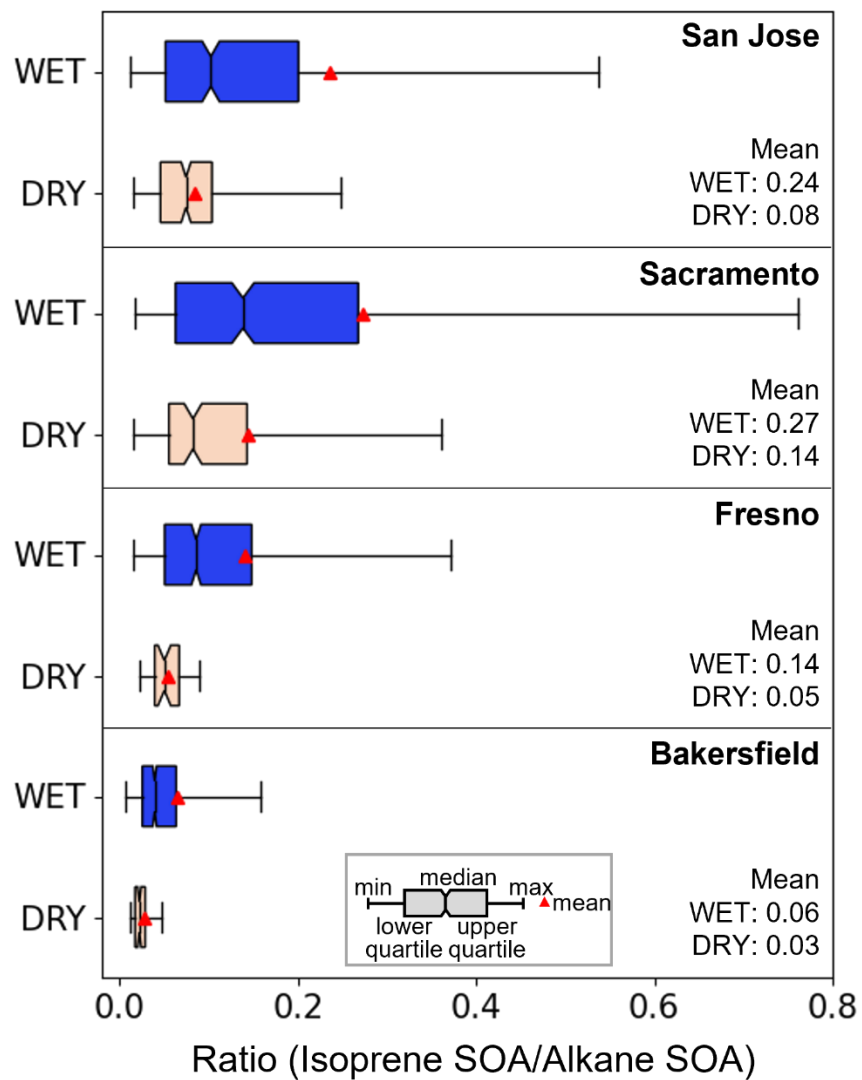 San Jose
WET
DRY
Mean
WET: 0.24
DRY: 0.08
Sacramento
WET
DRY
Mean
WET: 0.27
DRY: 0.14
Fresno
WET
DRY
Mean
WET: 0.14
DRY: 0.05
Bakersfield
WET
DRY
Mean
WET: 0.06
DRY: 0.03
min median max mean
lower upper
quartile quartile
0.0 0.2 0.4 0.6 0.8
Ratio (Isoprene SOA/Alkane SOA)